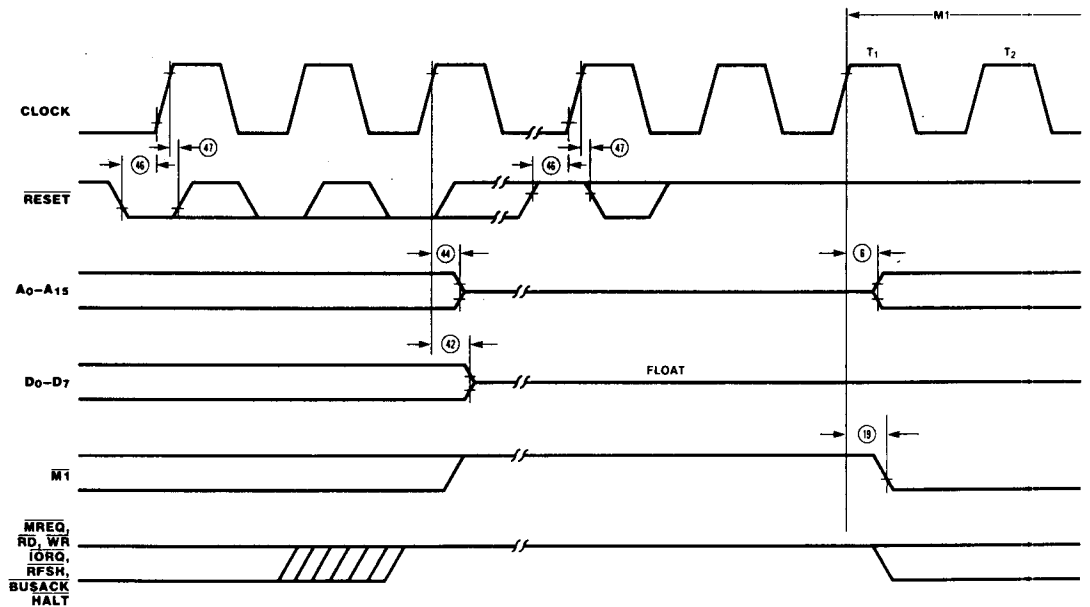 M1
T1
T2
CLOCK
47
46
47
46
RESET
44
6
A0–A15
42
D0–D7
FLOAT
19
M1
MREQ,
RD, WR
IORQ,
RFSH,
BUSACK
HALT